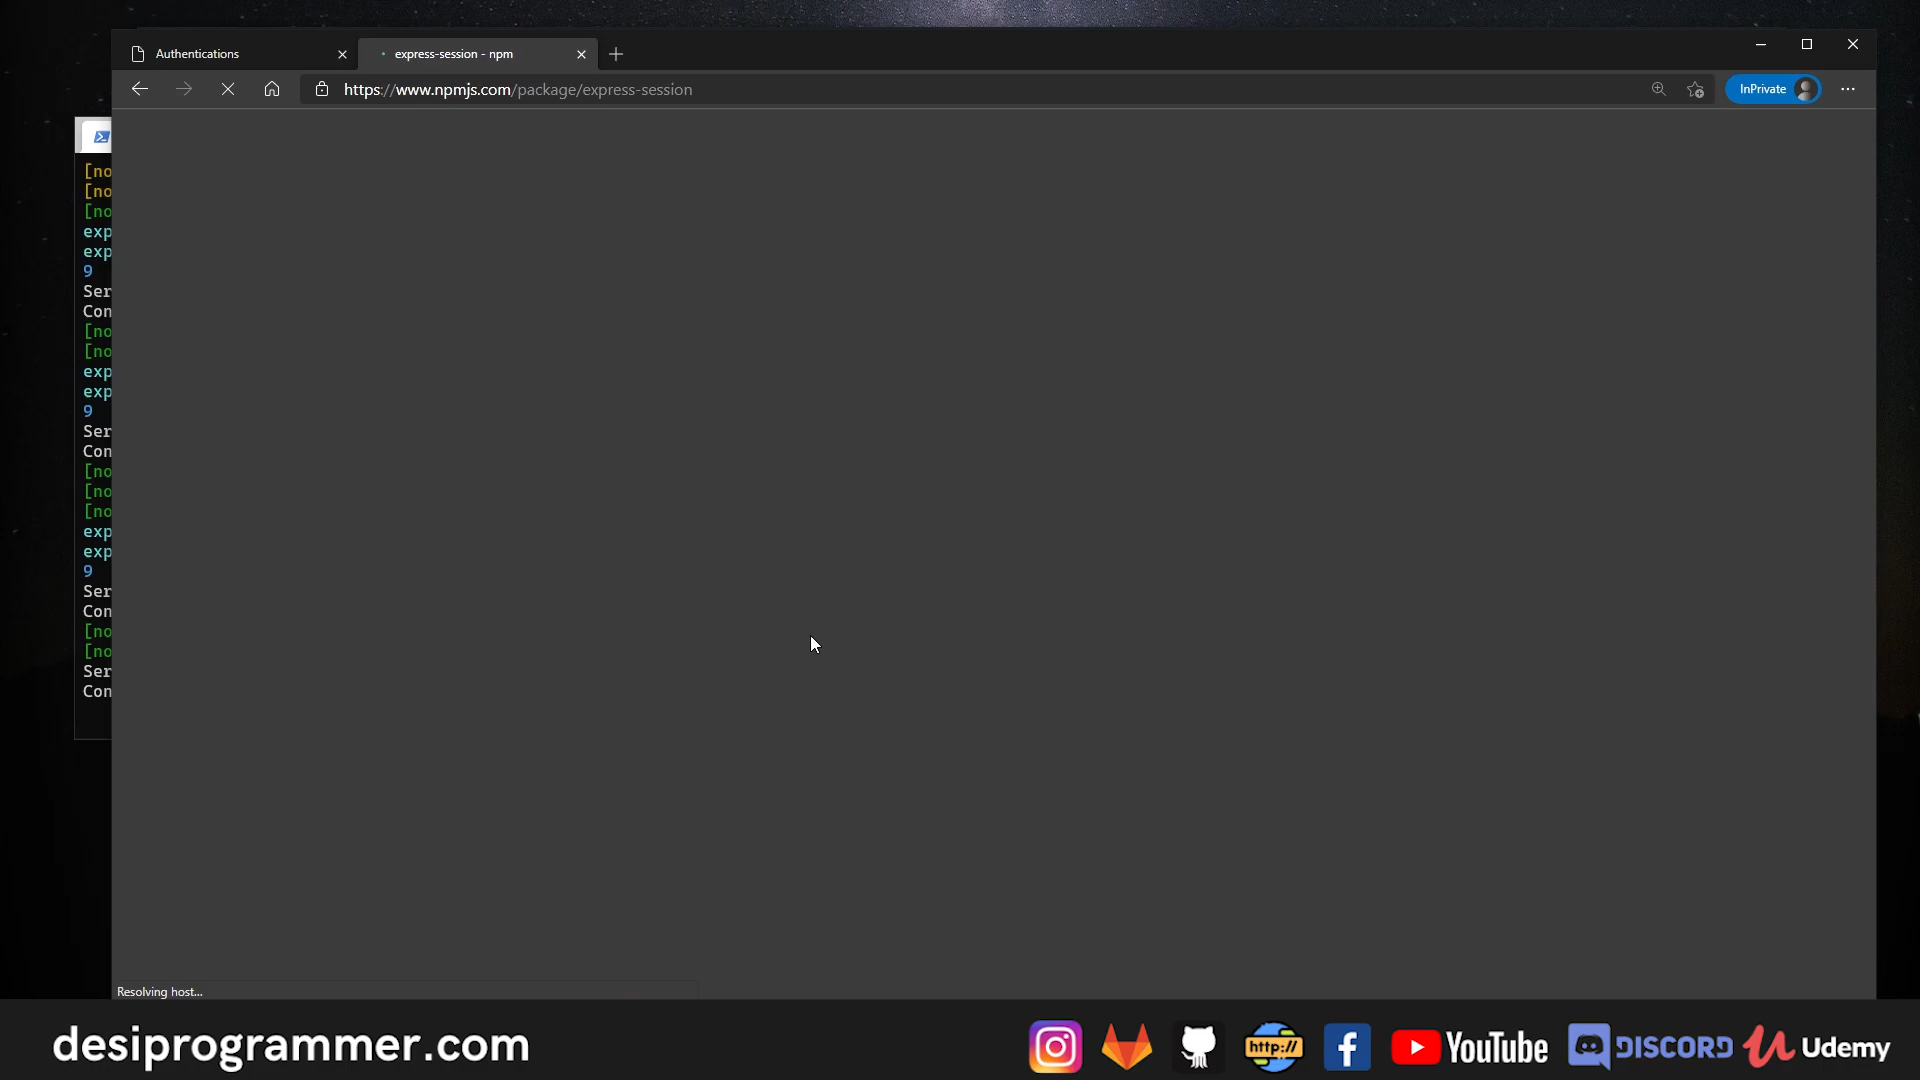 Authentications
express-session - npm
https://www.npmjs.com/package/express-session
InPrivate
[no
[no
[no
exp
exp
9
Ser
Con
[no
[no
exp
exp
9
Ser
Con
[no
[no
[no
exp
exp
9
Ser
Con
[no
[no
Ser
Con
Resolving host...
desiprogrammer.com
http://
YouTube
DISCORD
Udemy